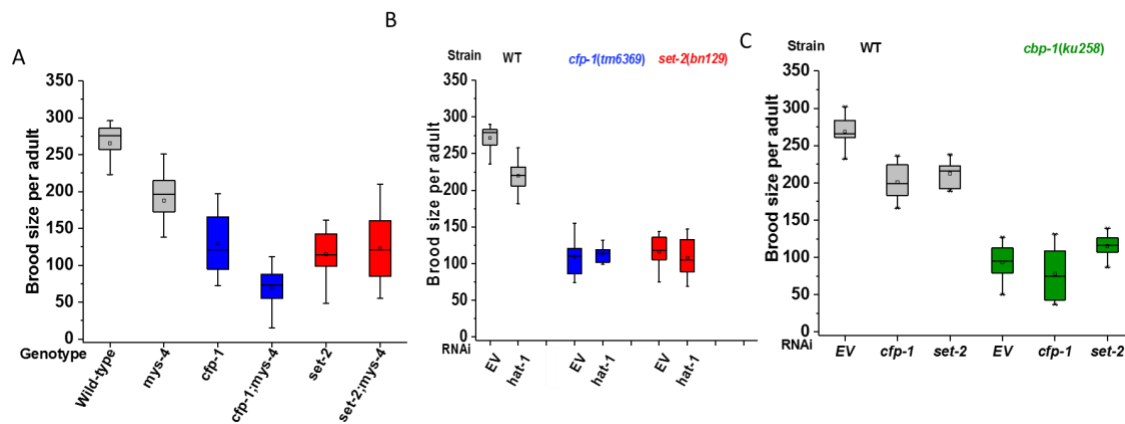 A
Brood size per adult
350
300
250
200
150
100
50
0
Genotype
Wild-type
mys-4
cfp-1
cfp-1;mys-4
set-2
set-2;mys-4
B
Strain WT cfp-1(tm6369) set-2(bn129)
Brood size per adult
350
300
250
200
150
100
50
0
RNAi
EV
hat-1
EV
hat-1
EV
hat-1
C
Strain WT cbp-1(ku258)
Brood size per adult
350
300
250
200
150
100
50
0
RNAi
EV cfp-1 set-2 EV cfp-1 set-2